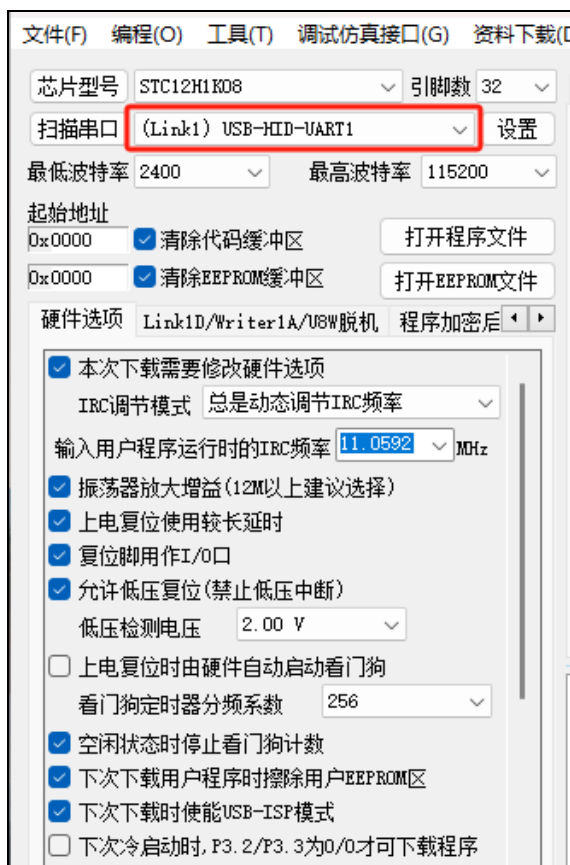 文件(F) 编程(O) 工具(T) 调试仿真接口(G) 资料下载(D
芯片型号 STC12H1K08 引脚数 32
扫描串口 (Link1) USB-HID-UART1 设置
最低波特率 2400 最高波特率 115200
起始地址
0x0000 清除代码缓冲区 打开程序文件
0x0000 清除EEPROM缓冲区 打开EEPROM文件
硬件选项 Link1D/Writer1A/U8W脱机 程序加密后
本次下载需要修改硬件选项
IRC调节模式 总是动态调节IRC频率
输入用户程序运行时的IRC频率 11.0592 MHz
振荡器放大增益(12M以上建议选择)
上电复位使用较长延时
复位脚用作I/O口
允许低压复位(禁止低压中断)
低压检测电压 2.00 V
上电复位时由硬件自动启动看门狗
看门狗定时器分频系数 256
空闲状态时停止看门狗计数
下次下载用户程序时擦除用户EEPROM区
下次下载时使能USB-ISP模式
下次冷启动时,P3.2/P3.3为0/0才可下载程序